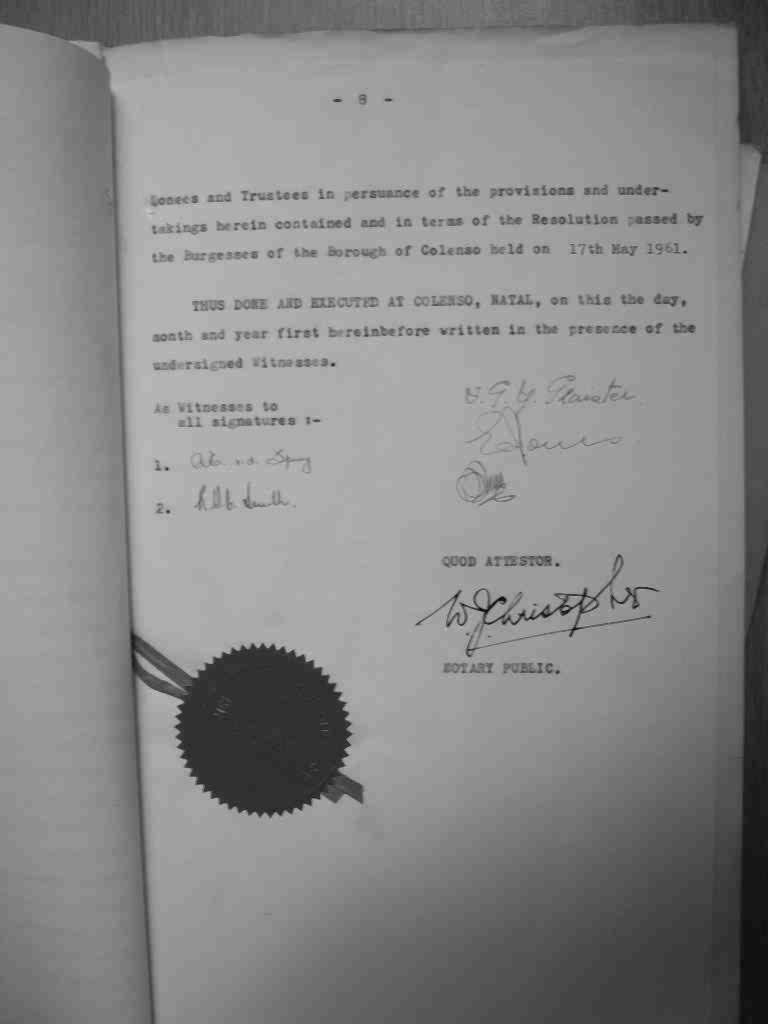 - 8 -
Donees and Trustees in persuance of the provisions and under-
takings herein contained and in terms of the Resolution passed by
the Burgesses of the Borough of Colenso held on 17th May 1961.
THUS DONE AND EXECUTED AT COLENSO, NATAL, on this the day,
month and year first hereinbefore written in the presence of the
undersigned Witnesses.
As Witnesses to
all signatures :-
1.
2.
QUOD ATTESTOR.
W.J. Christopher
NOTARY PUBLIC.